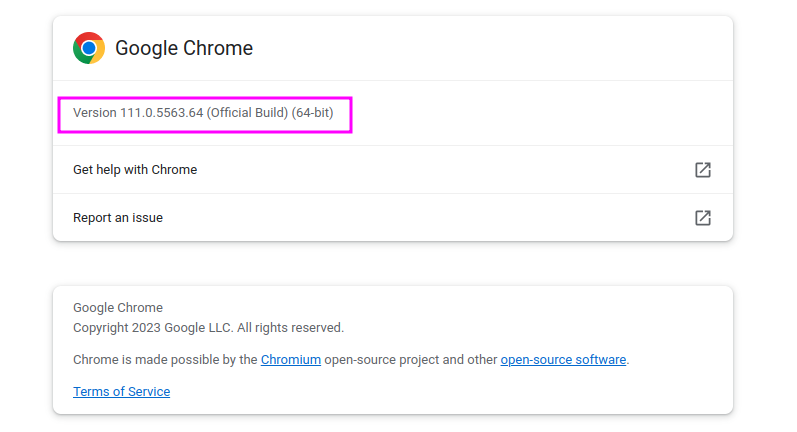 Google Chrome
Version 111.0.5563.64 (Official Build) (64-bit)
Get help with Chrome
Report an issue
Google Chrome
Copyright 2023 Google LLC. All rights reserved.
Chrome is made possible by the Chromium open-source project and other open-source software.
Terms of Service